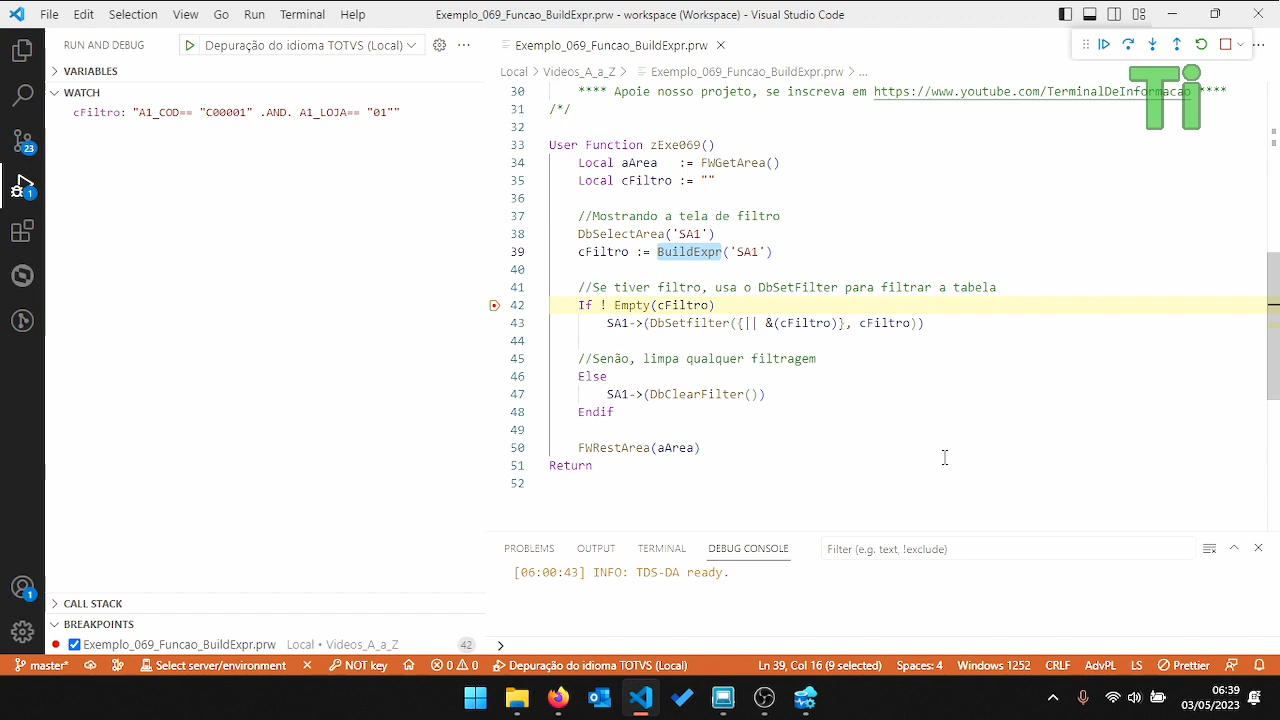 File Edit Selection View Go Run Terminal Help Exemplo_069_Funcao_BuildExpr.prw - workspace (Workspace) - Visual Studio Code
RUN AND DEBUG Depuração do idioma TOTVS (Local) Exemplo_069_Funcao_BuildExpr.prw
VARIABLES
WATCH
cFiltro: "A1_COD== "C00001" .AND. A1_LOJA== "01""
Local > Videos_A_a_Z > Exemplo_069_Funcao_BuildExpr.prw > ...
Ti
30 **** Apoie nosso projeto, se inscreva em https://www.youtube.com/TerminalDeInformacao ****
31 /*/
32
33 User Function zExe069()
34 Local aArea := FWGetArea()
35 Local cFiltro := ""
36
37 //Mostrando a tela de filtro
38 DbSelectArea('SA1')
39 cFiltro := BuildExpr('SA1')
40
41 //Se tiver filtro, usa o DbSetFilter para filtrar a tabela
42 If ! Empty(cFiltro)
43 SA1->(DbSetfilter({|| &(cFiltro)}, cFiltro))
44
45 //Senão, limpa qualquer filtragem
46 Else
47 SA1->(DbClearFilter())
48 Endif
49
50 FWRestArea(aArea)
51 Return
52
23
1
PROBLEMS OUTPUT TERMINAL DEBUG CONSOLE Filter (e.g. text, !exclude)
[06:00:43] INFO: TDS-DA ready.
1
CALL STACK
BREAKPOINTS
Exemplo_069_Funcao_BuildExpr.prw Local • Videos_A_a_Z 42
master* Select server/environment NOT key 0 0 Depuração do idioma TOTVS (Local) Ln 39, Col 16 (9 selected) Spaces: 4 Windows 1252 CRLF AdvPL LS Prettier
06:39
03/05/2023